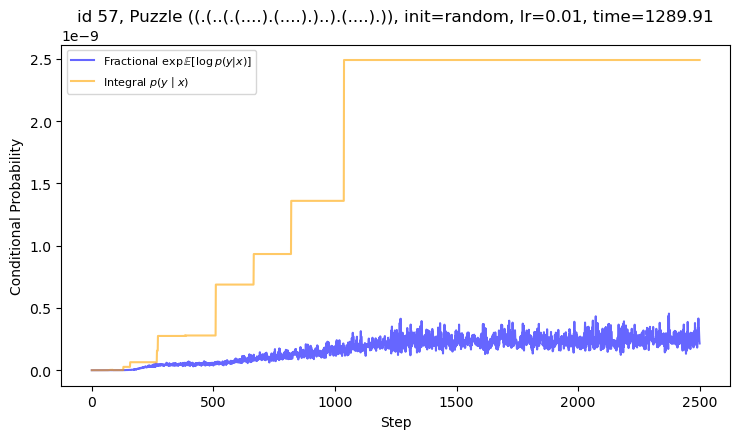 id 57, Puzzle ((.(..(.(....).(....).)..).(....).)), init=random, lr=0.01, time=1289.91
1e−9
Fractional exp𝔼[log p(y|x)]
Integral p(y | x)
2.5
2.0
1.5
1.0
0.5
0.0
Conditional Probability
0
500
1000
1500
2000
2500
Step